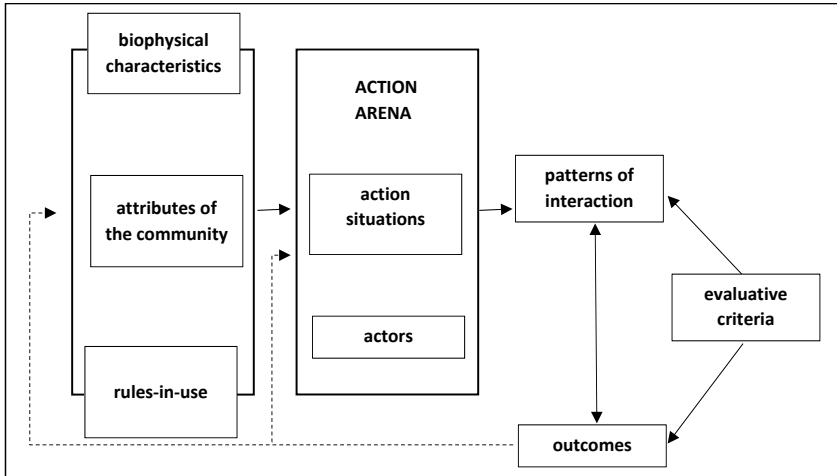 biophysical
characteristics
attributes of
the community
rules-in-use
ACTION
ARENA
action
situations
actors
patterns of
interaction
outcomes
evaluative
criteria